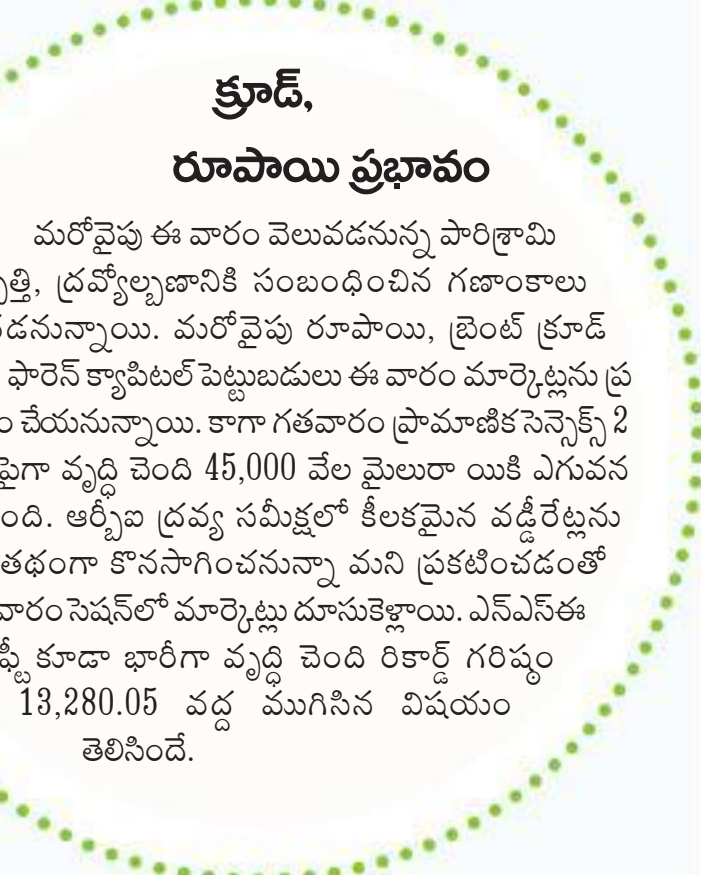 క్రూడ్,
రూపాయి ప్రభావం
మరోవైపు ఈ వారం వెలువడనున్న పారిశ్రామి
ద్రవ్యోల్బణానికి సంబంధించిన గణాంకాలు
మరోవైపు రూపాయి, బ్రెంట్ క్రూడ్
ఫారెన్ క్యాపిటల్ పెట్టుబడులు ఈ వారం మార్కెట్లను ప్ర
చేయనున్నాయి. కాగా గతవారం ప్రామాణిక సెన్సెక్స్ 2
పైగా వృద్ధి చెంది 45,000 వేల మైలురా యికి ఎగువన
ఆర్బీఐ ద్రవ్య సమీక్షలో కీలకమైన వడ్డీరేట్లను
తథంగా కొనసాగించనున్నా మని ప్రకటించడంతో
వారం సెషన్‌లో మార్కెట్లు దూసుకెళ్లాయి. ఎన్ఎస్ఈ
కూడా భారీగా వృద్ధి చెంది రికార్డ్ గరిష్ఠం
13,280.05 వద్ద ముగిసిన విషయం
తెలిసిందే.